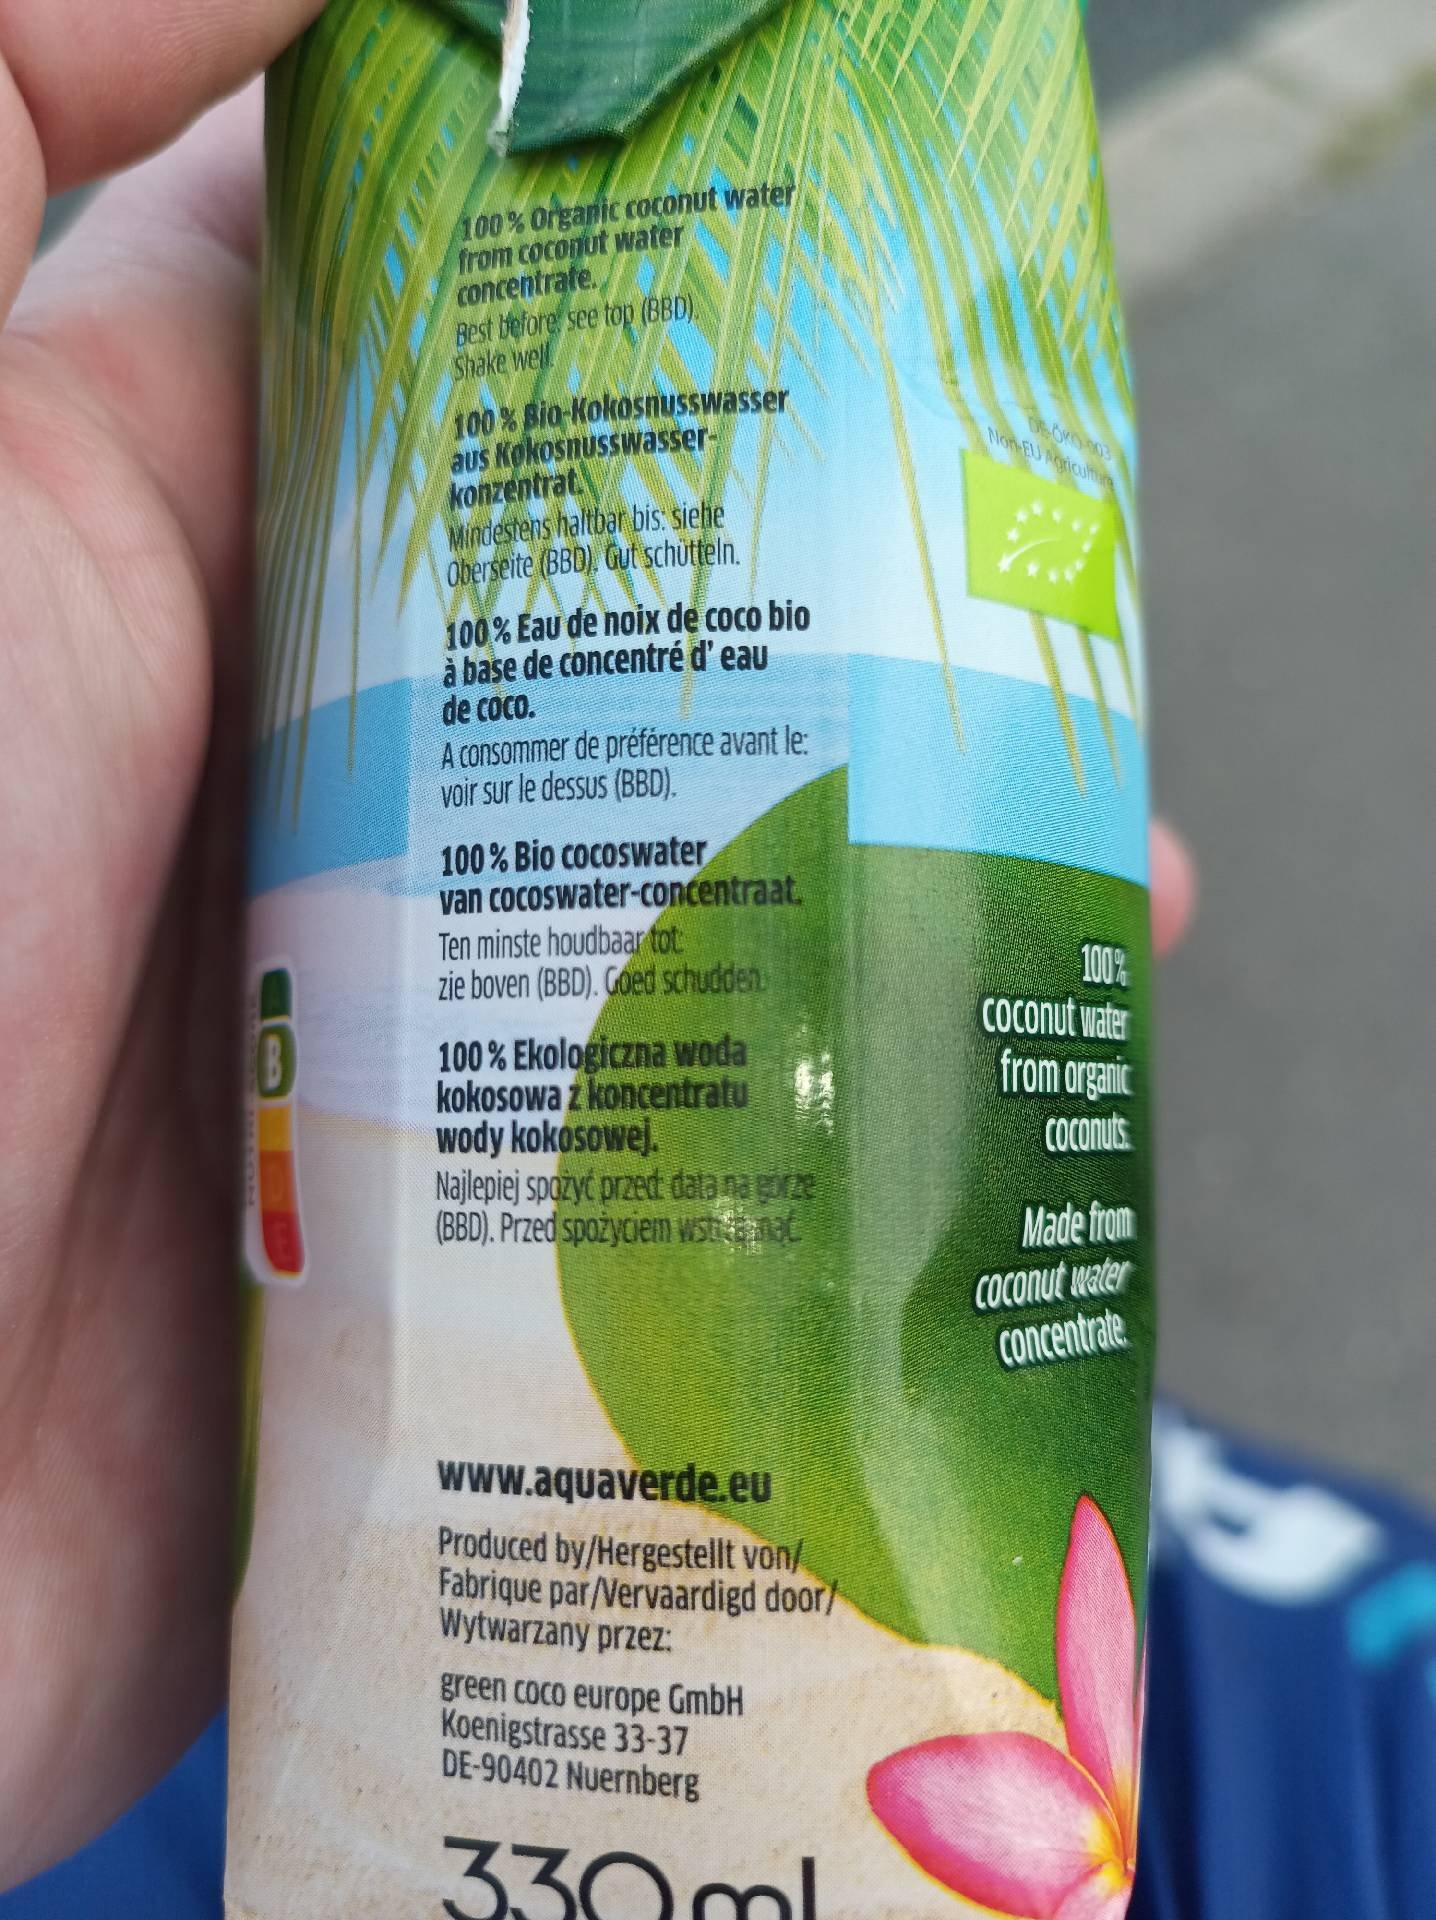 100 % Organic coconut water
from coconut water
concentrate.
Best before: see top (BBD).
Shake well.
100 % Bio-Kokosnusswasser
aus Kokosnusswasser-
konzentrat.
Mindestens haltbar bis: siehe
Oberseite (BBD). Gut schütteln.
100 % Eau de noix de coco bio
à base de concentré d' eau
de coco.
A consommer de préférence avant le:
voir sur le dessus (BBD).
100 % Bio cocoswater
van cocoswater-concentraat.
Ten minste houdbaar tot:
zie boven (BBD). Goed schudden.
100 % Ekologiczna woda
kokosowa z koncentratu
wody kokosowej.
Najlepiej spożyć przed: data na górze
(BBD). Przed spożyciem
www.aquaverde.eu
Produced by/Hergestellt von/
Fabrique par/Vervaardigd door/
Wytwarzany przez:
green coco europe GmbH
Koenigstrasse 33-37
DE-90402 Nuernberg
330 ml
DE-ÖKO-003
Non-EU Agriculture
100%
coconut water
from organic
coconuts.
Made from
coconut water
concentrate.
B